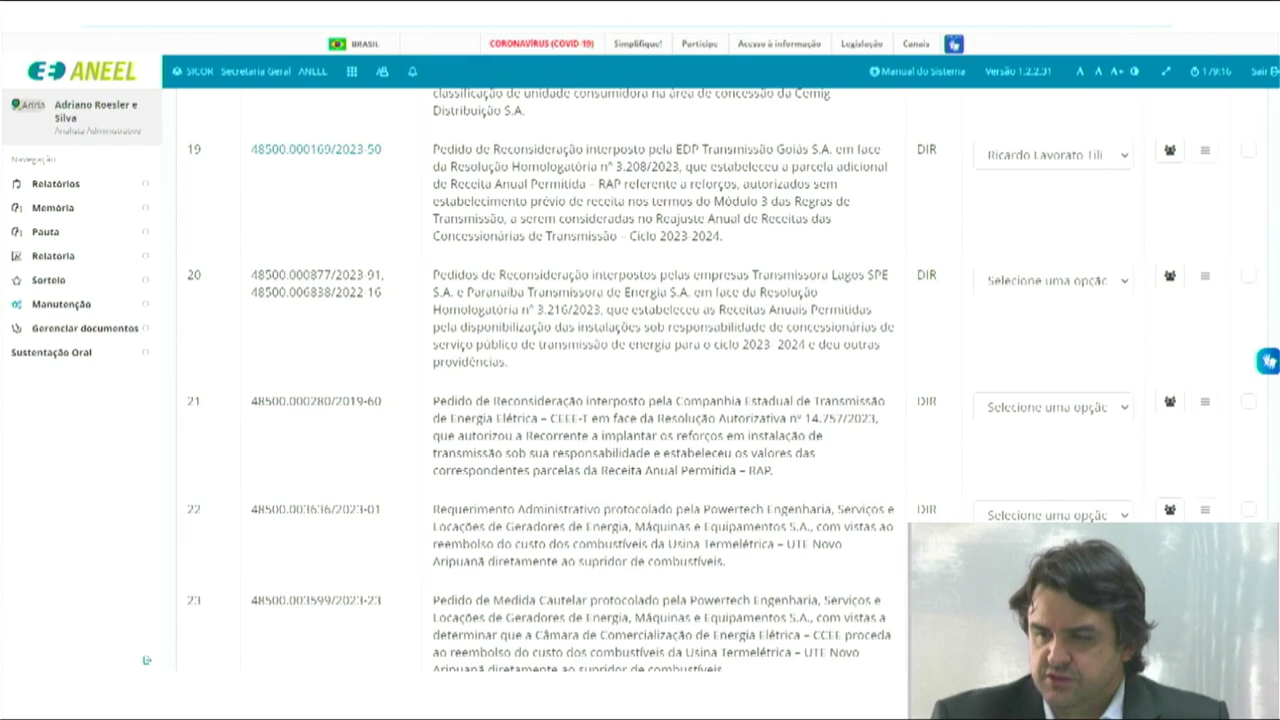 BRASIL
CORONAVÍRUS (COVID-19)
Simplifique!
Participe
Acesso à informação
Legislação
Canais
ANEEL
SICOR
Secretaria Geral
ANEEL
Manual do Sistema
Versão 1.2.2.31
A A A+
179:16
Sair
Adriano Roesler e
Silva
Analista Administrativo
Navegação
Relatórios
Memória
Pauta
Relatoria
Sorteio
Manutenção
Gerenciar documentos
Sustentação Oral
classificação de unidade consumidora na área de concessão da Cemig
Distribuição S.A.
19
48500.000169/2023-50
Pedido de Reconsideração interposto pela EDP Transmissão Goiás S.A. em face
da Resolução Homologatória nº 3.208/2023, que estabeleceu a parcela adicional
de Receita Anual Permitida – RAP referente a reforços, autorizados sem
estabelecimento prévio de receita nos termos do Módulo 3 das Regras de
Transmissão, a serem consideradas no Reajuste Anual de Receitas das
Concessionárias de Transmissão – Ciclo 2023-2024.
DIR
Ricardo Lavorato Tili
20
48500.000877/2023-91,
48500.006838/2022-16
Pedidos de Reconsideração interpostos pelas empresas Transmissora Lagos SPE
S.A. e Paranaíba Transmissora de Energia S.A. em face da Resolução
Homologatória nº 3.216/2023, que estabeleceu as Receitas Anuais Permitidas
pela disponibilização das instalações sob responsabilidade de concessionárias de
serviço público de transmissão de energia para o ciclo 2023- 2024 e deu outras
providências.
DIR
Selecione uma opção
21
48500.000280/2019-60
Pedido de Reconsideração interposto pela Companhia Estadual de Transmissão
de Energia Elétrica – CEEE-T em face da Resolução Autorizativa nº 14.757/2023,
que autorizou a Recorrente a implantar os reforços em instalação de
transmissão sob sua responsabilidade e estabeleceu os valores das
correspondentes parcelas da Receita Anual Permitida – RAP.
DIR
Selecione uma opção
22
48500.003636/2023-01
Requerimento Administrativo protocolado pela Powertech Engenharia, Serviços e
Locações de Geradores de Energia, Máquinas e Equipamentos S.A., com vistas ao
reembolso do custo dos combustíveis da Usina Termelétrica – UTE Novo
Aripuanã diretamente ao supridor de combustíveis.
DIR
Selecione uma opção
23
48500.003599/2023-23
Pedido de Medida Cautelar protocolado pela Powertech Engenharia, Serviços e
Locações de Geradores de Energia, Máquinas e Equipamentos S.A., com vistas a
determinar que a Câmara de Comercialização de Energia Elétrica – CCEE proceda
ao reembolso do custo dos combustíveis da Usina Termelétrica – UTE Novo
Aripuanã diretamente ao supridor de combustíveis.